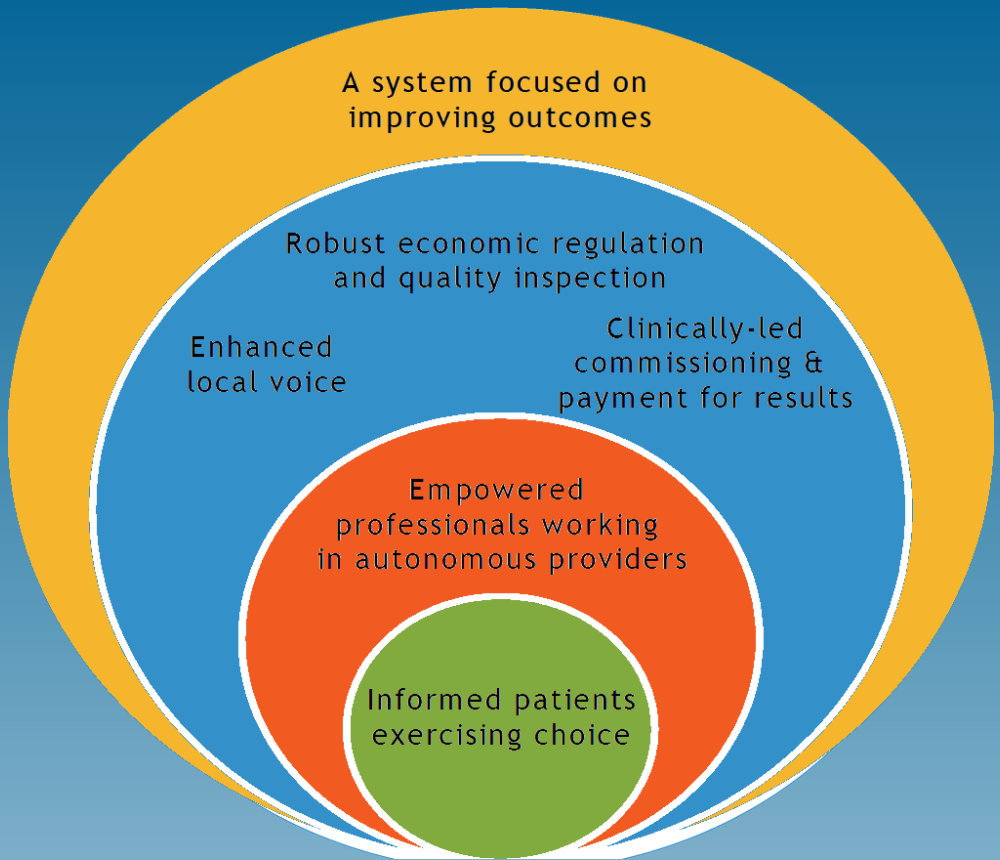 A system focused on
improving outcomes
Robust economic regulation
and quality inspection
Enhanced
local voice
Clinically-led
commissioning &
payment for results
Empowered
professionals working
in autonomous providers
Informed patients
exercising choice